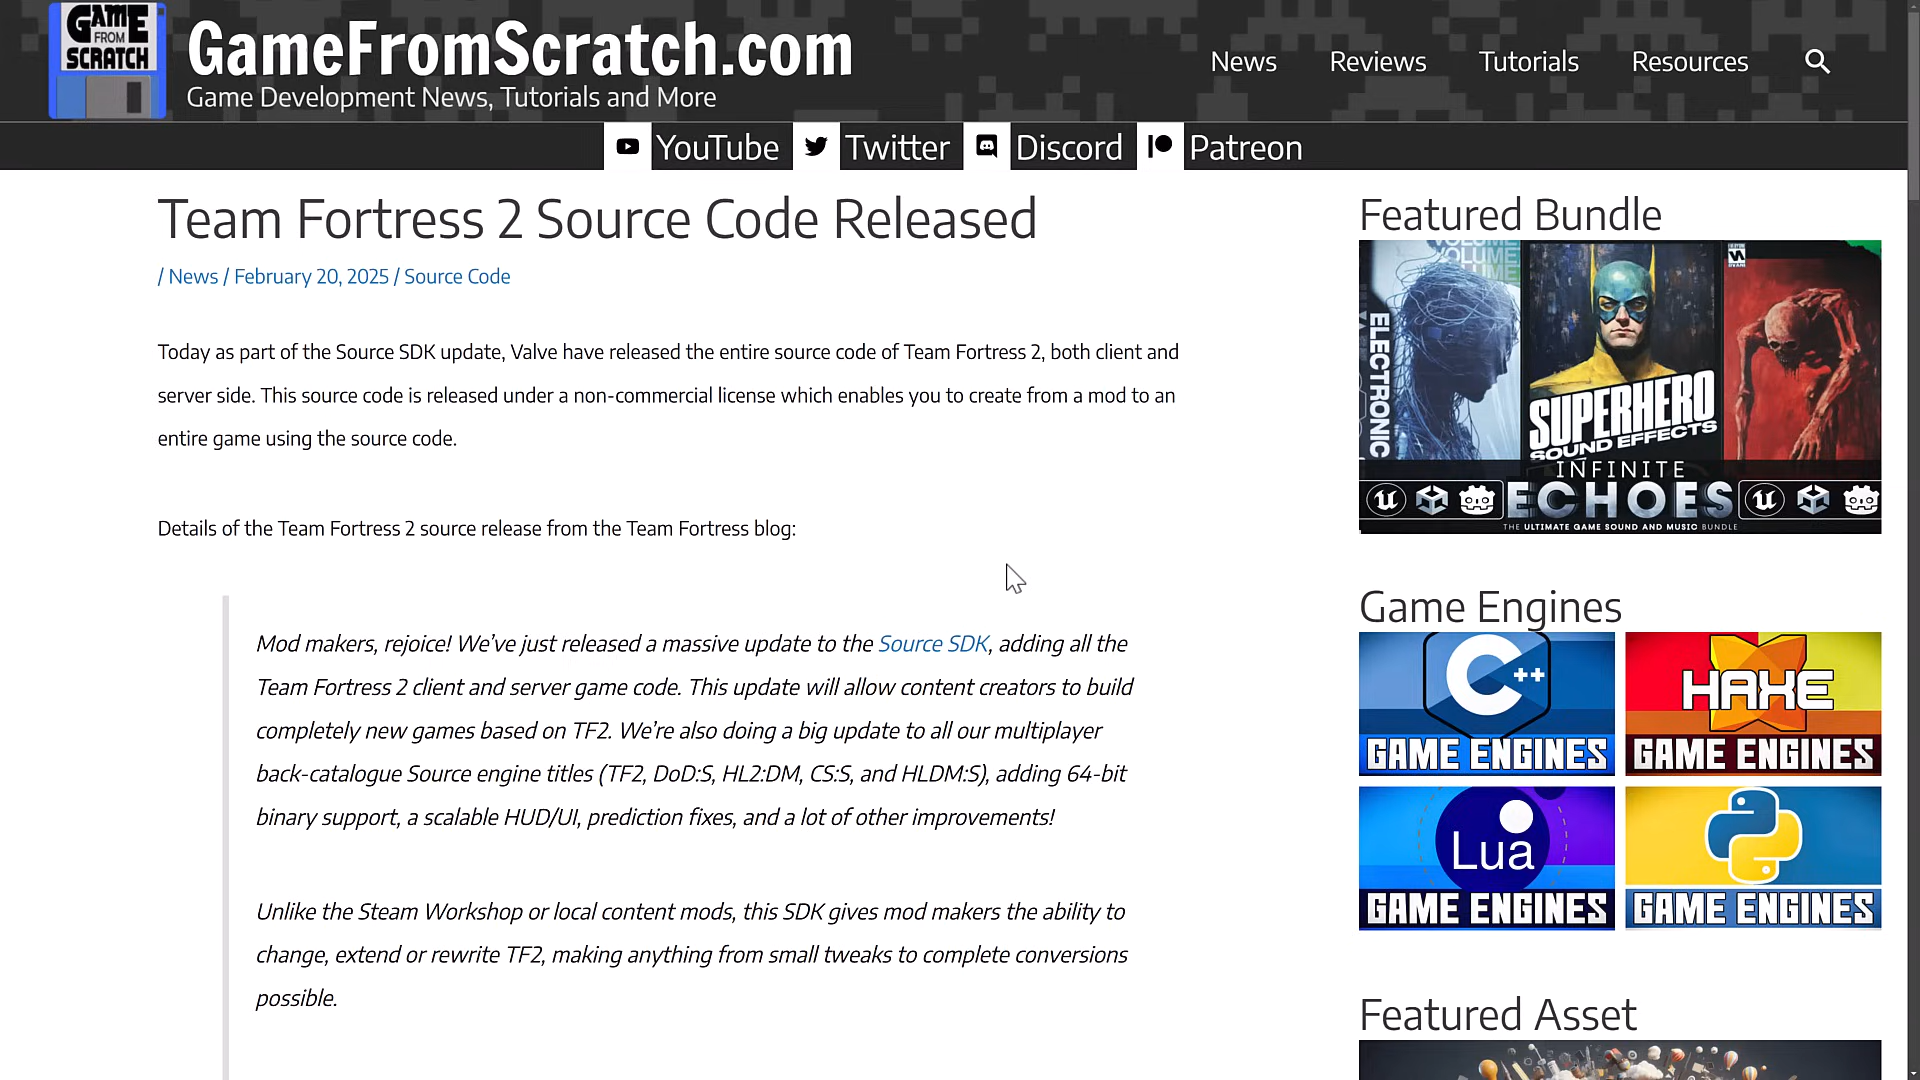 GAME
FROM
SCRATCH
GameFromScratch.com
Game Development News, Tutorials and More
News
Reviews
Tutorials
Resources
YouTube
Twitter
Discord
Patreon
Team Fortress 2 Source Code Released
/ News / February 20, 2025 / Source Code
Today as part of the Source SDK update, Valve have released the entire source code of Team Fortress 2, both client and
server side. This source code is released under a non-commercial license which enables you to create from a mod to an
entire game using the source code.
Details of the Team Fortress 2 source release from the Team Fortress blog:
Mod makers, rejoice! We’ve just released a massive update to the Source SDK, adding all the
Team Fortress 2 client and server game code. This update will allow content creators to build
completely new games based on TF2. We’re also doing a big update to all our multiplayer
back-catalogue Source engine titles (TF2, DoD:S, HL2:DM, CS:S, and HLDM:S), adding 64-bit
binary support, a scalable HUD/UI, prediction fixes, and a lot of other improvements!
Unlike the Steam Workshop or local content mods, this SDK gives mod makers the ability to
change, extend or rewrite TF2, making anything from small tweaks to complete conversions
possible.
Featured Bundle
VOLUME
VOLUME
ELECTRONIC
SUPERHERO
SOUND EFFECTS
INFINITE
ECHOES
THE ULTIMATE GAME SOUND AND MUSIC BUNDLE
Game Engines
C++
GAME ENGINES
HAXE
GAME ENGINES
Lua
GAME ENGINES
GAME ENGINES
Featured Asset